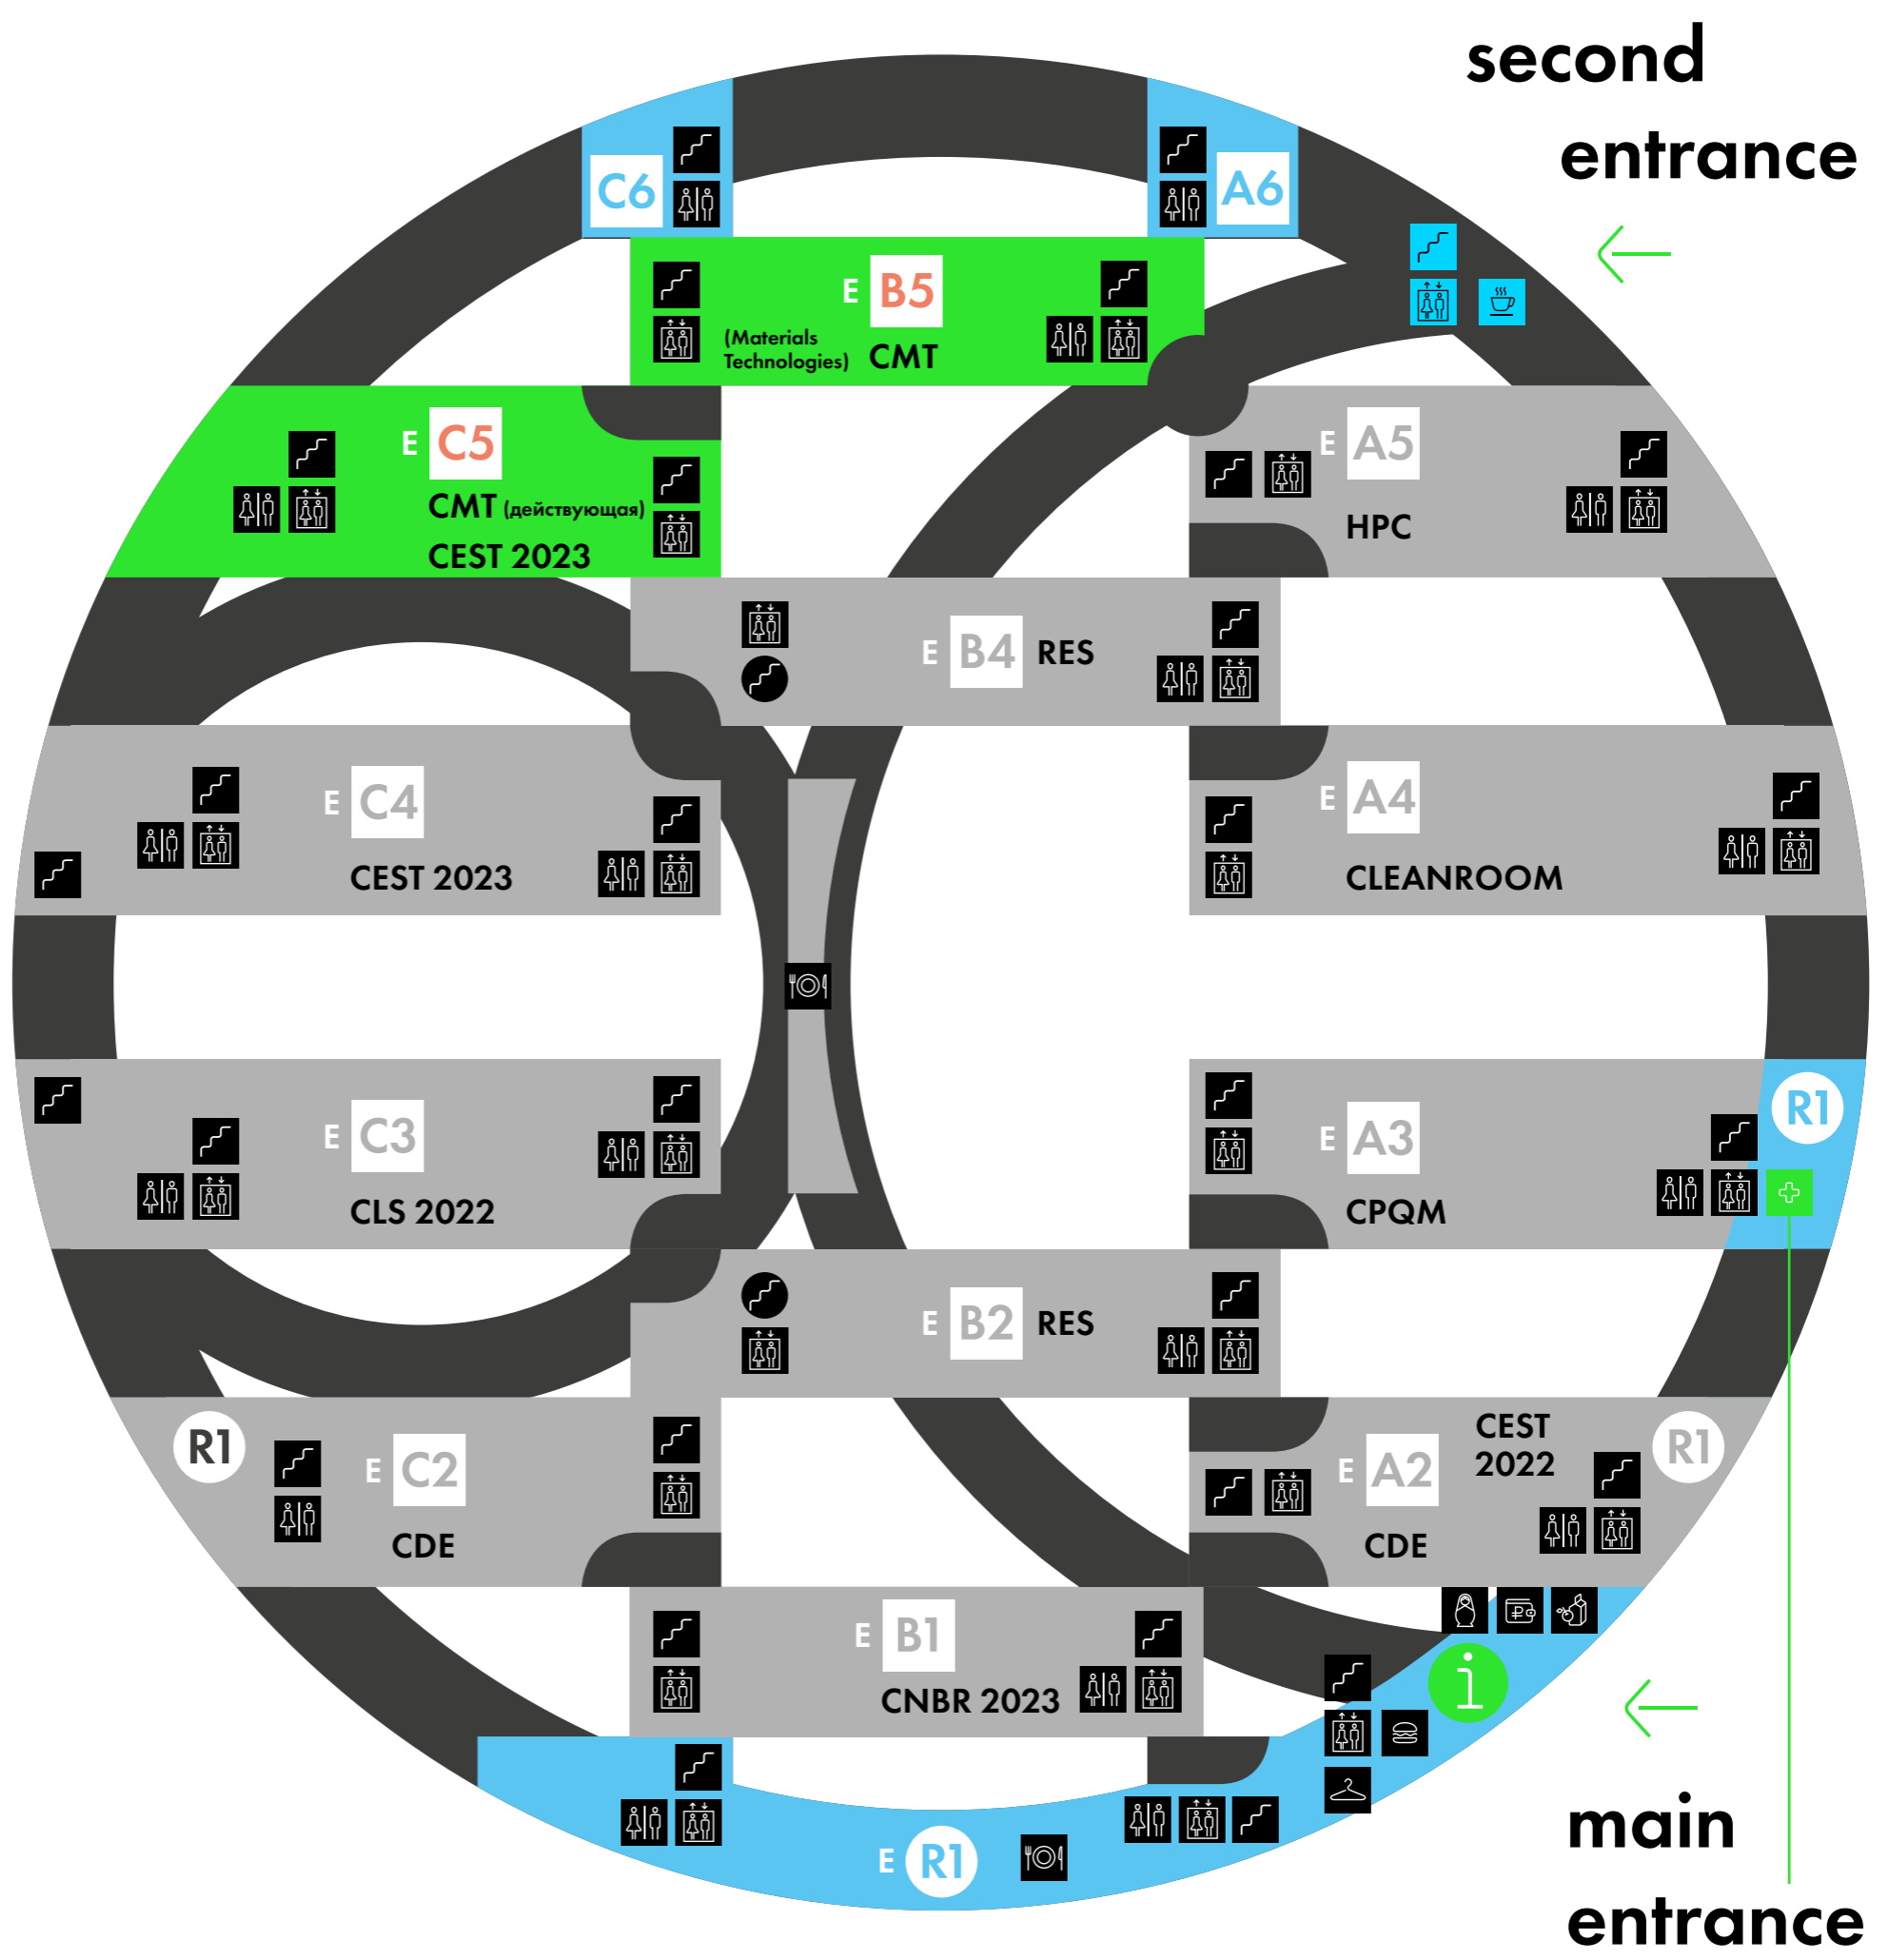 second
entrance
C6
A6
E B5
(Materials
Technologies) CMT
E C5
CMT (действующая)
CEST 2023
E A5
HPC
E B4 RES
E C4
CEST 2023
E A4
CLEANROOM
E C3
CLS 2022
E A3
CPQM
R1
E B2 RES
R1
E C2
CDE
CEST
2022
E A2
CDE
R1
E B1
CNBR 2023
i
E R1
main
entrance